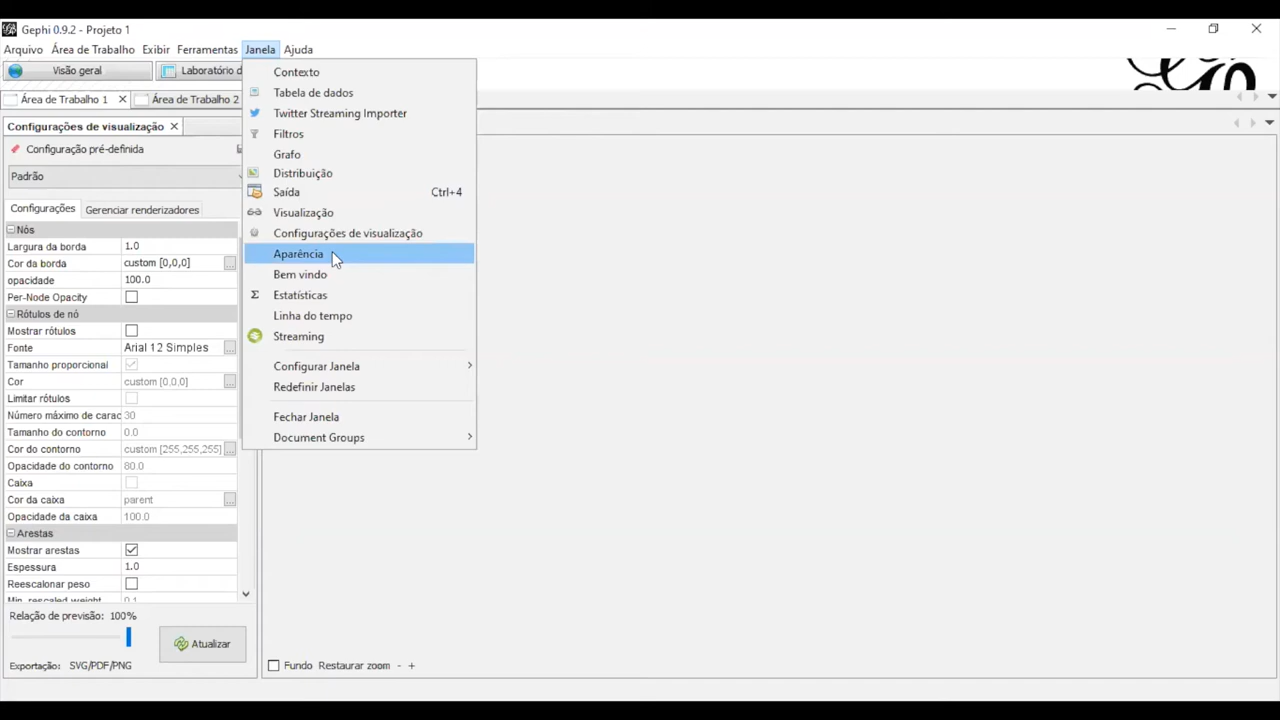 Gephi 0.9.2 - Projeto 1
Arquivo Área de Trabalho Exibir Ferramentas Janela Ajuda
Visão geral Laboratório d
Área de Trabalho 1 Área de Trabalho 2
Configurações de visualização
Configuração pré-definida
Padrão
Configurações Gerenciar renderizadores
Nós
Largura da borda 1.0
Cor da borda custom [0,0,0] ...
opacidade 100.0
Per-Node Opacity
Rótulos de nó
Mostrar rótulos
Fonte Arial 12 Simples ...
Tamanho proporcional
Cor custom [0,0,0] ...
Limitar rótulos
Número máximo de carac 30
Tamanho do contorno 0.0
Cor do contorno custom [255,255,255] ...
Opacidade do contorno 80.0
Caixa
Cor da caixa parent ...
Opacidade da caixa 100.0
Arestas
Mostrar arestas
Espessura 1.0
Reescalonar peso
Min. rescaled weight 0.1
Relação de previsão: 100%
Atualizar
Exportação: SVG/PDF/PNG
Contexto
Tabela de dados
Twitter Streaming Importer
Filtros
Grafo
Distribuição
Saída Ctrl+4
Visualização
Configurações de visualização
Aparência
Bem vindo
Σ Estatísticas
Linha do tempo
Streaming
Configurar Janela
Redefinir Janelas
Fechar Janela
Document Groups
Fundo Restaurar zoom - +